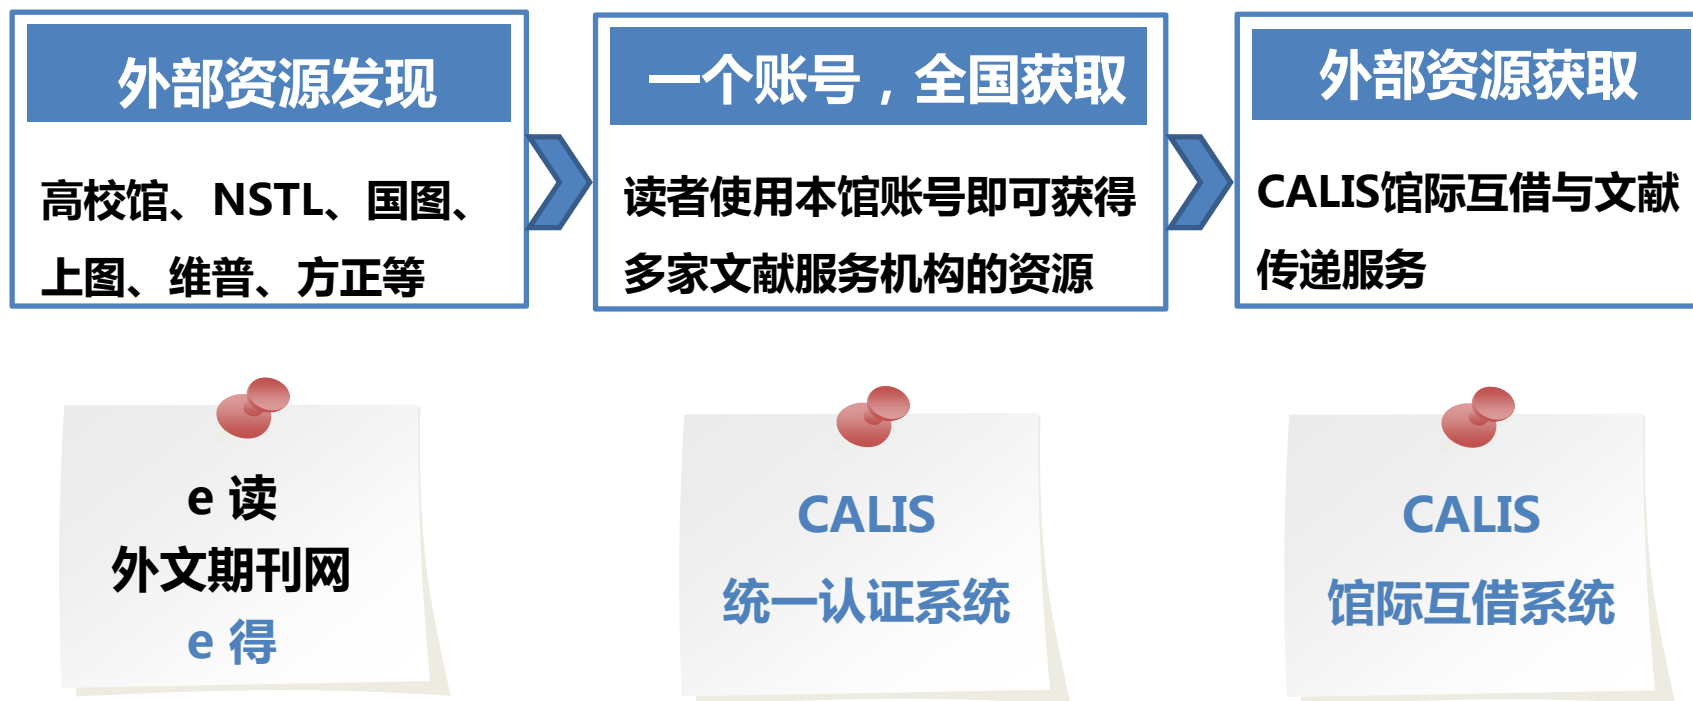 外部资源发现
高校馆、NSTL、国图、
上图、维普、方正等
一个账号，全国获取
读者使用本馆账号即可获得
多家文献服务机构的资源
外部资源获取
CALIS馆际互借与文献
传递服务
e 读
外文期刊网
e 得
CALIS
统一认证系统
CALIS
馆际互借系统